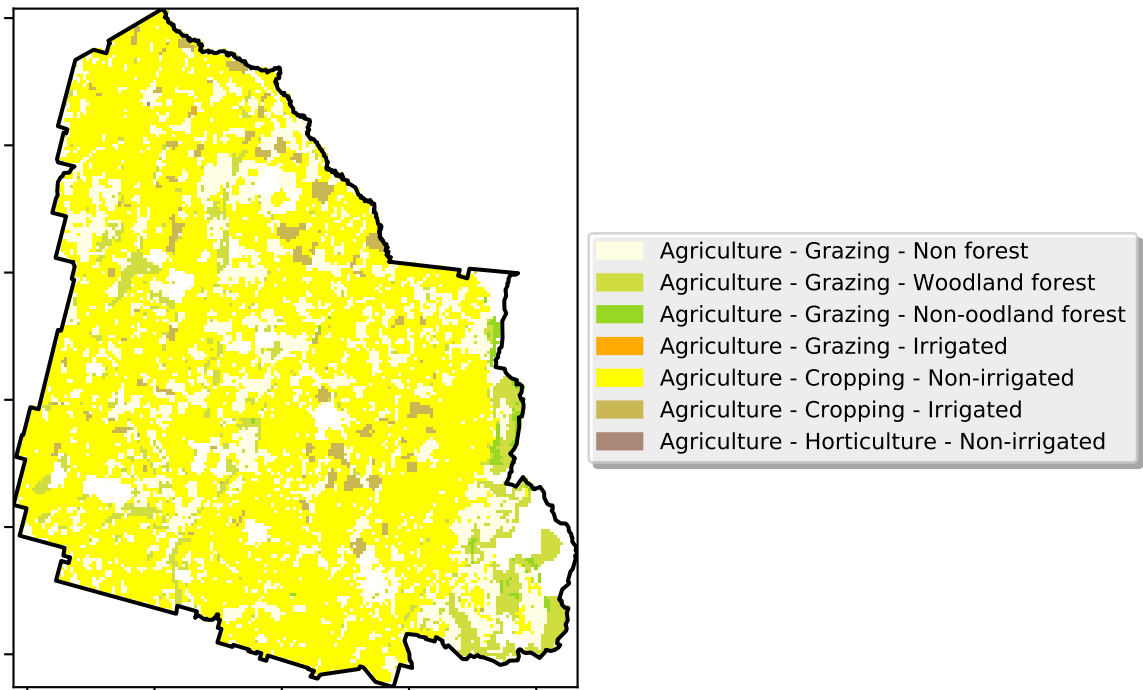 Agriculture - Grazing - Non forest
Agriculture - Grazing - Woodland forest
Agriculture - Grazing - Non-oodland forest
Agriculture - Grazing - Irrigated
Agriculture - Cropping - Non-irrigated
Agriculture - Cropping - Irrigated
Agriculture - Horticulture - Non-irrigated